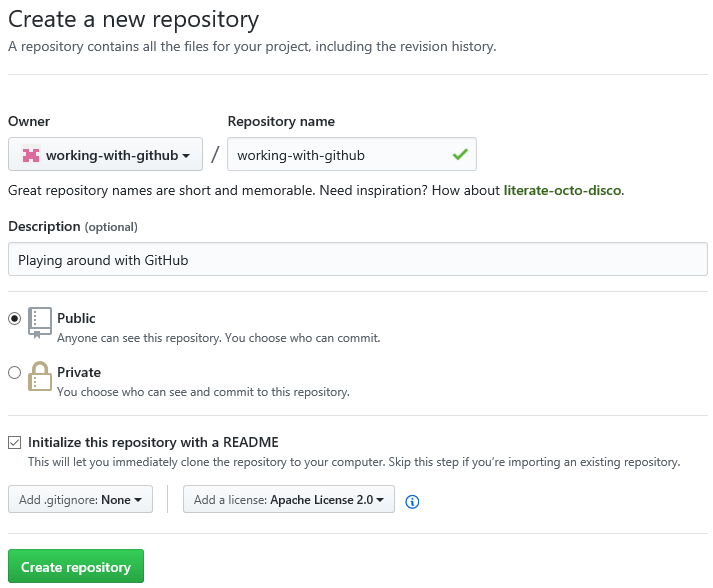 Create a new repository
A repository contains all the files for your project, including the revision history.
Owner
Repository name
working-with-github / working-with-github
Great repository names are short and memorable. Need inspiration? How about literate-octo-disco.
Description (optional)
Playing around with GitHub
Public
Anyone can see this repository. You choose who can commit.
Private
You choose who can see and commit to this repository.
Initialize this repository with a README
This will let you immediately clone the repository to your computer. Skip this step if you're importing an existing repository.
Add .gitignore: None
Add a license: Apache License 2.0
Create repository